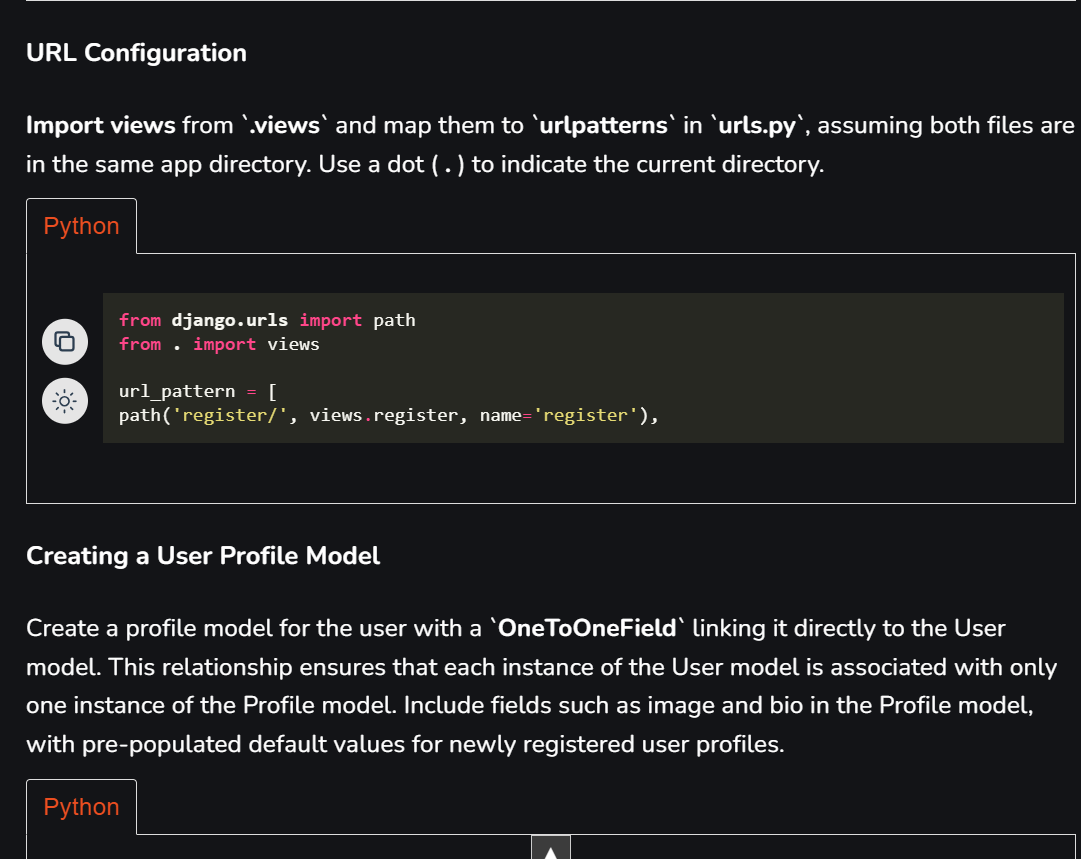 URL Configuration
Import views from `.views` and map them to `urlpatterns` in `urls.py`, assuming both files are
in the same app directory. Use a dot (.) to indicate the current directory.
Python
from django.urls import path
from . import views
url_pattern = [
path('register/', views.register, name='register'),
Creating a User Profile Model
Create a profile model for the user with a `OneToOneField` linking it directly to the User
model. This relationship ensures that each instance of the User model is associated with only
one instance of the Profile model. Include fields such as image and bio in the Profile model,
with pre-populated default values for newly registered user profiles.
Python